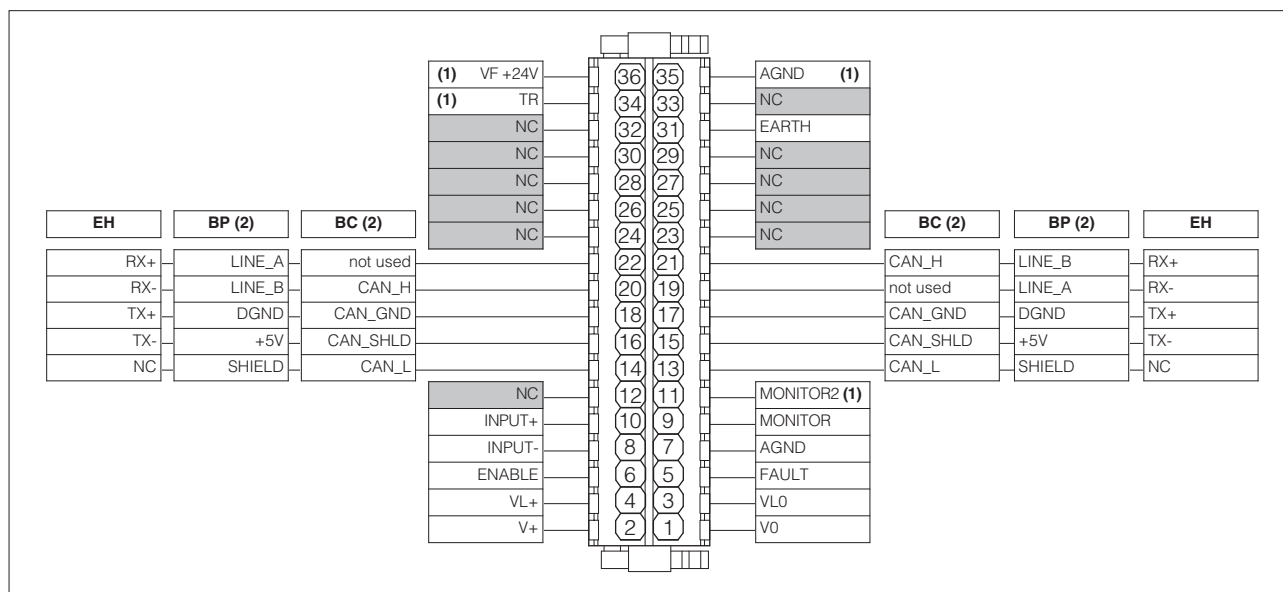 (1) VF +24V 36 35 AGND (1)
(1) TR 34 33 NC
NC 32 31 EARTH
NC 30 29 NC
NC 28 27 NC
NC 26 25 NC
EH BP (2) BC (2) BC (2) BP (2) EH
NC 24 23 NC
RX+ LINE_A not used 22 21 CAN_H LINE_B RX+
RX- LINE_B CAN_H 20 19 not used LINE_A RX-
TX+ DGND CAN_GND 18 17 CAN_GND DGND TX+
TX- +5V CAN_SHLD 16 15 CAN_SHLD +5V TX-
NC SHIELD CAN_L 14 13 CAN_L SHIELD NC
NC 12 11 MONITOR2 (1)
INPUT+ 10 9 MONITOR
INPUT- 8 7 AGND
ENABLE 6 5 FAULT
VL+ 4 3 VL0
V+ 2 1 V0